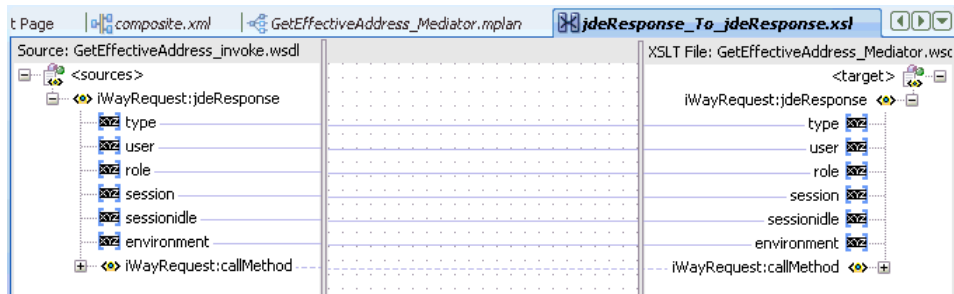 t Page composite.xml GetEffectiveAddress_Mediator.mplan jdeResponse_To_jdeResponse.xsl
Source: GetEffectiveAddress_invoke.wsdl XSLT File: GetEffectiveAddress_Mediator.wsd
<sources> <target>
iWayRequest:jdeResponse iWayRequest:jdeResponse
type type
user user
role role
session session
sessionidle sessionidle
environment environment
iWayRequest:callMethod iWayRequest:callMethod